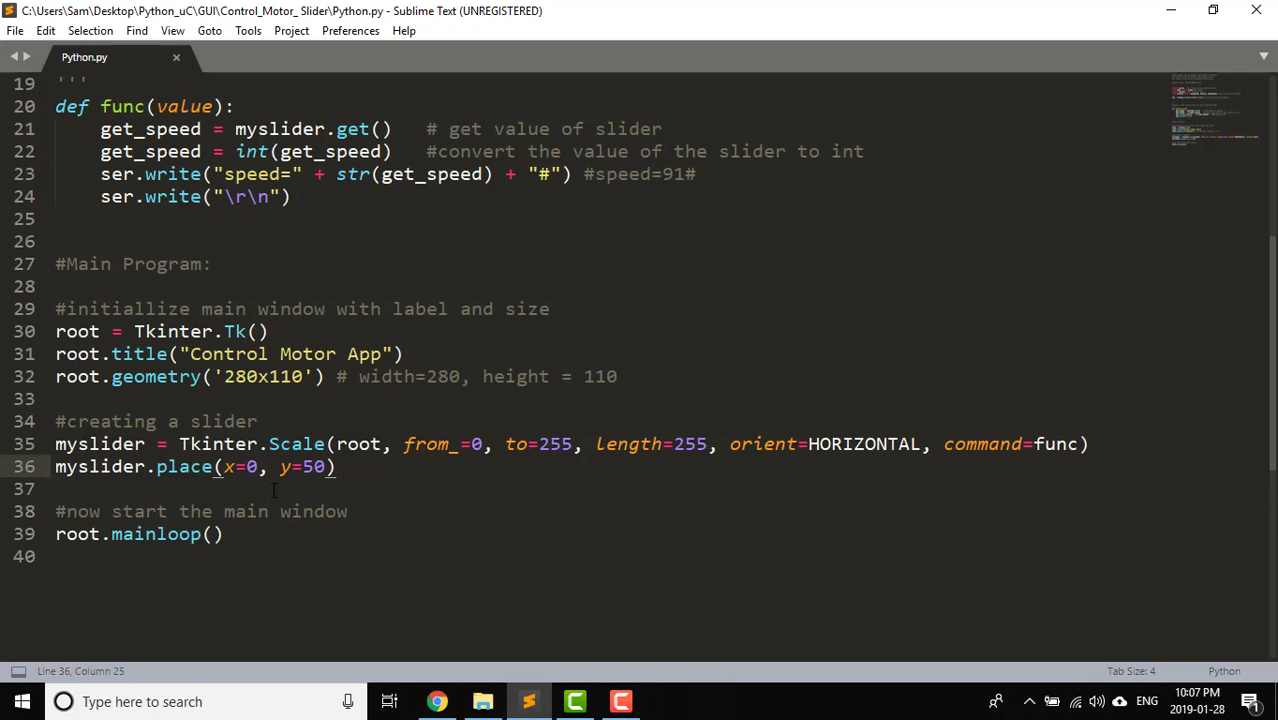 C:\Users\Sam\Desktop\Python_uC\GUI\Control_Motor_ Slider\Python.py - Sublime Text (UNREGISTERED)
File Edit Selection Find View Goto Tools Project Preferences Help
Python.py
19 '''
20 def func(value):
21 get_speed = myslider.get() # get value of slider
22 get_speed = int(get_speed) #convert the value of the slider to int
23 ser.write("speed=" + str(get_speed) + "#") #speed=91#
24 ser.write("\r\n")
25
26
27 #Main Program:
28
29 #initiallize main window with label and size
30 root = Tkinter.Tk()
31 root.title("Control Motor App")
32 root.geometry('280x110') # width=280, height = 110
33
34 #creating a slider
35 myslider = Tkinter.Scale(root, from_=0, to=255, length=255, orient=HORIZONTAL, command=func)
36 myslider.place(x=0, y=50)
37
38 #now start the main window
39 root.mainloop()
40
Line 36, Column 25 Tab Size: 4 Python
Type here to search ENG 10:07 PM
2019-01-28 1